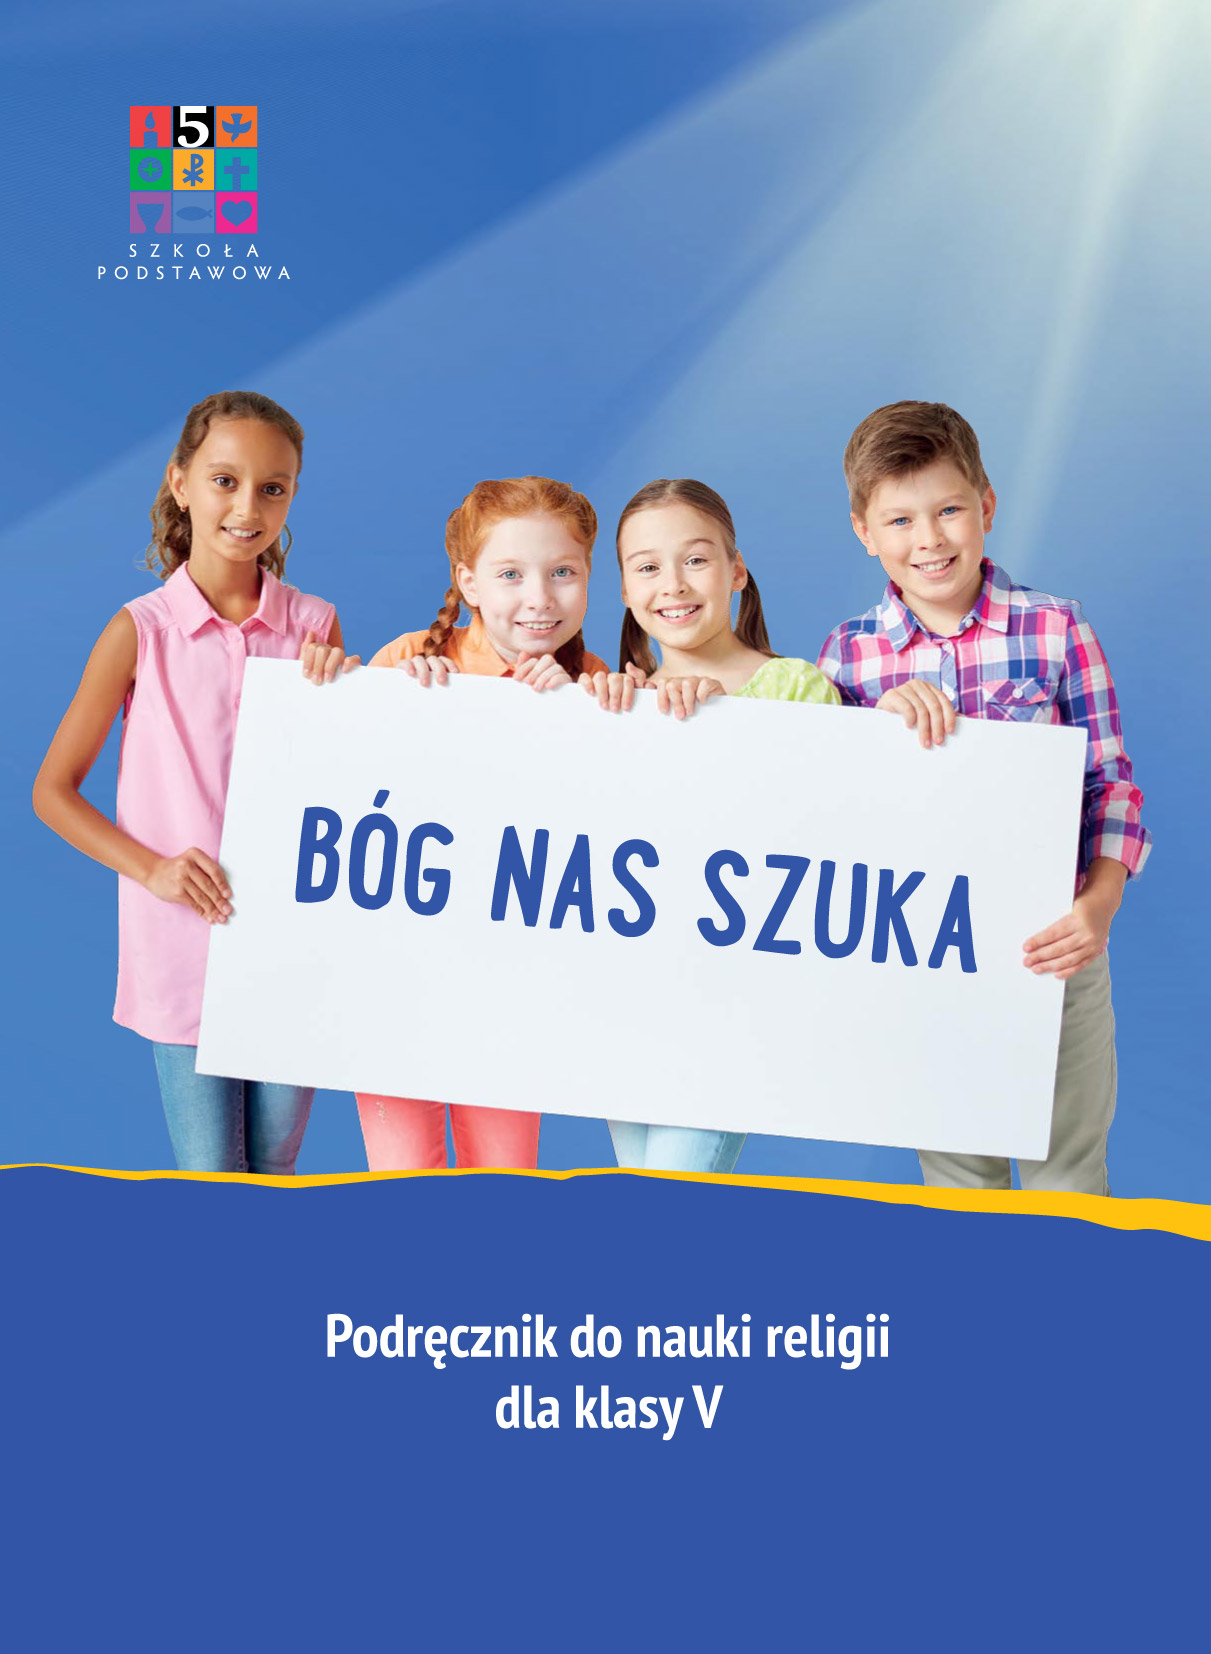 5
SZKOŁA
PODSTAWOWA
BÓG NAS SZUKA
Podręcznik do nauki religii
dla klasy V